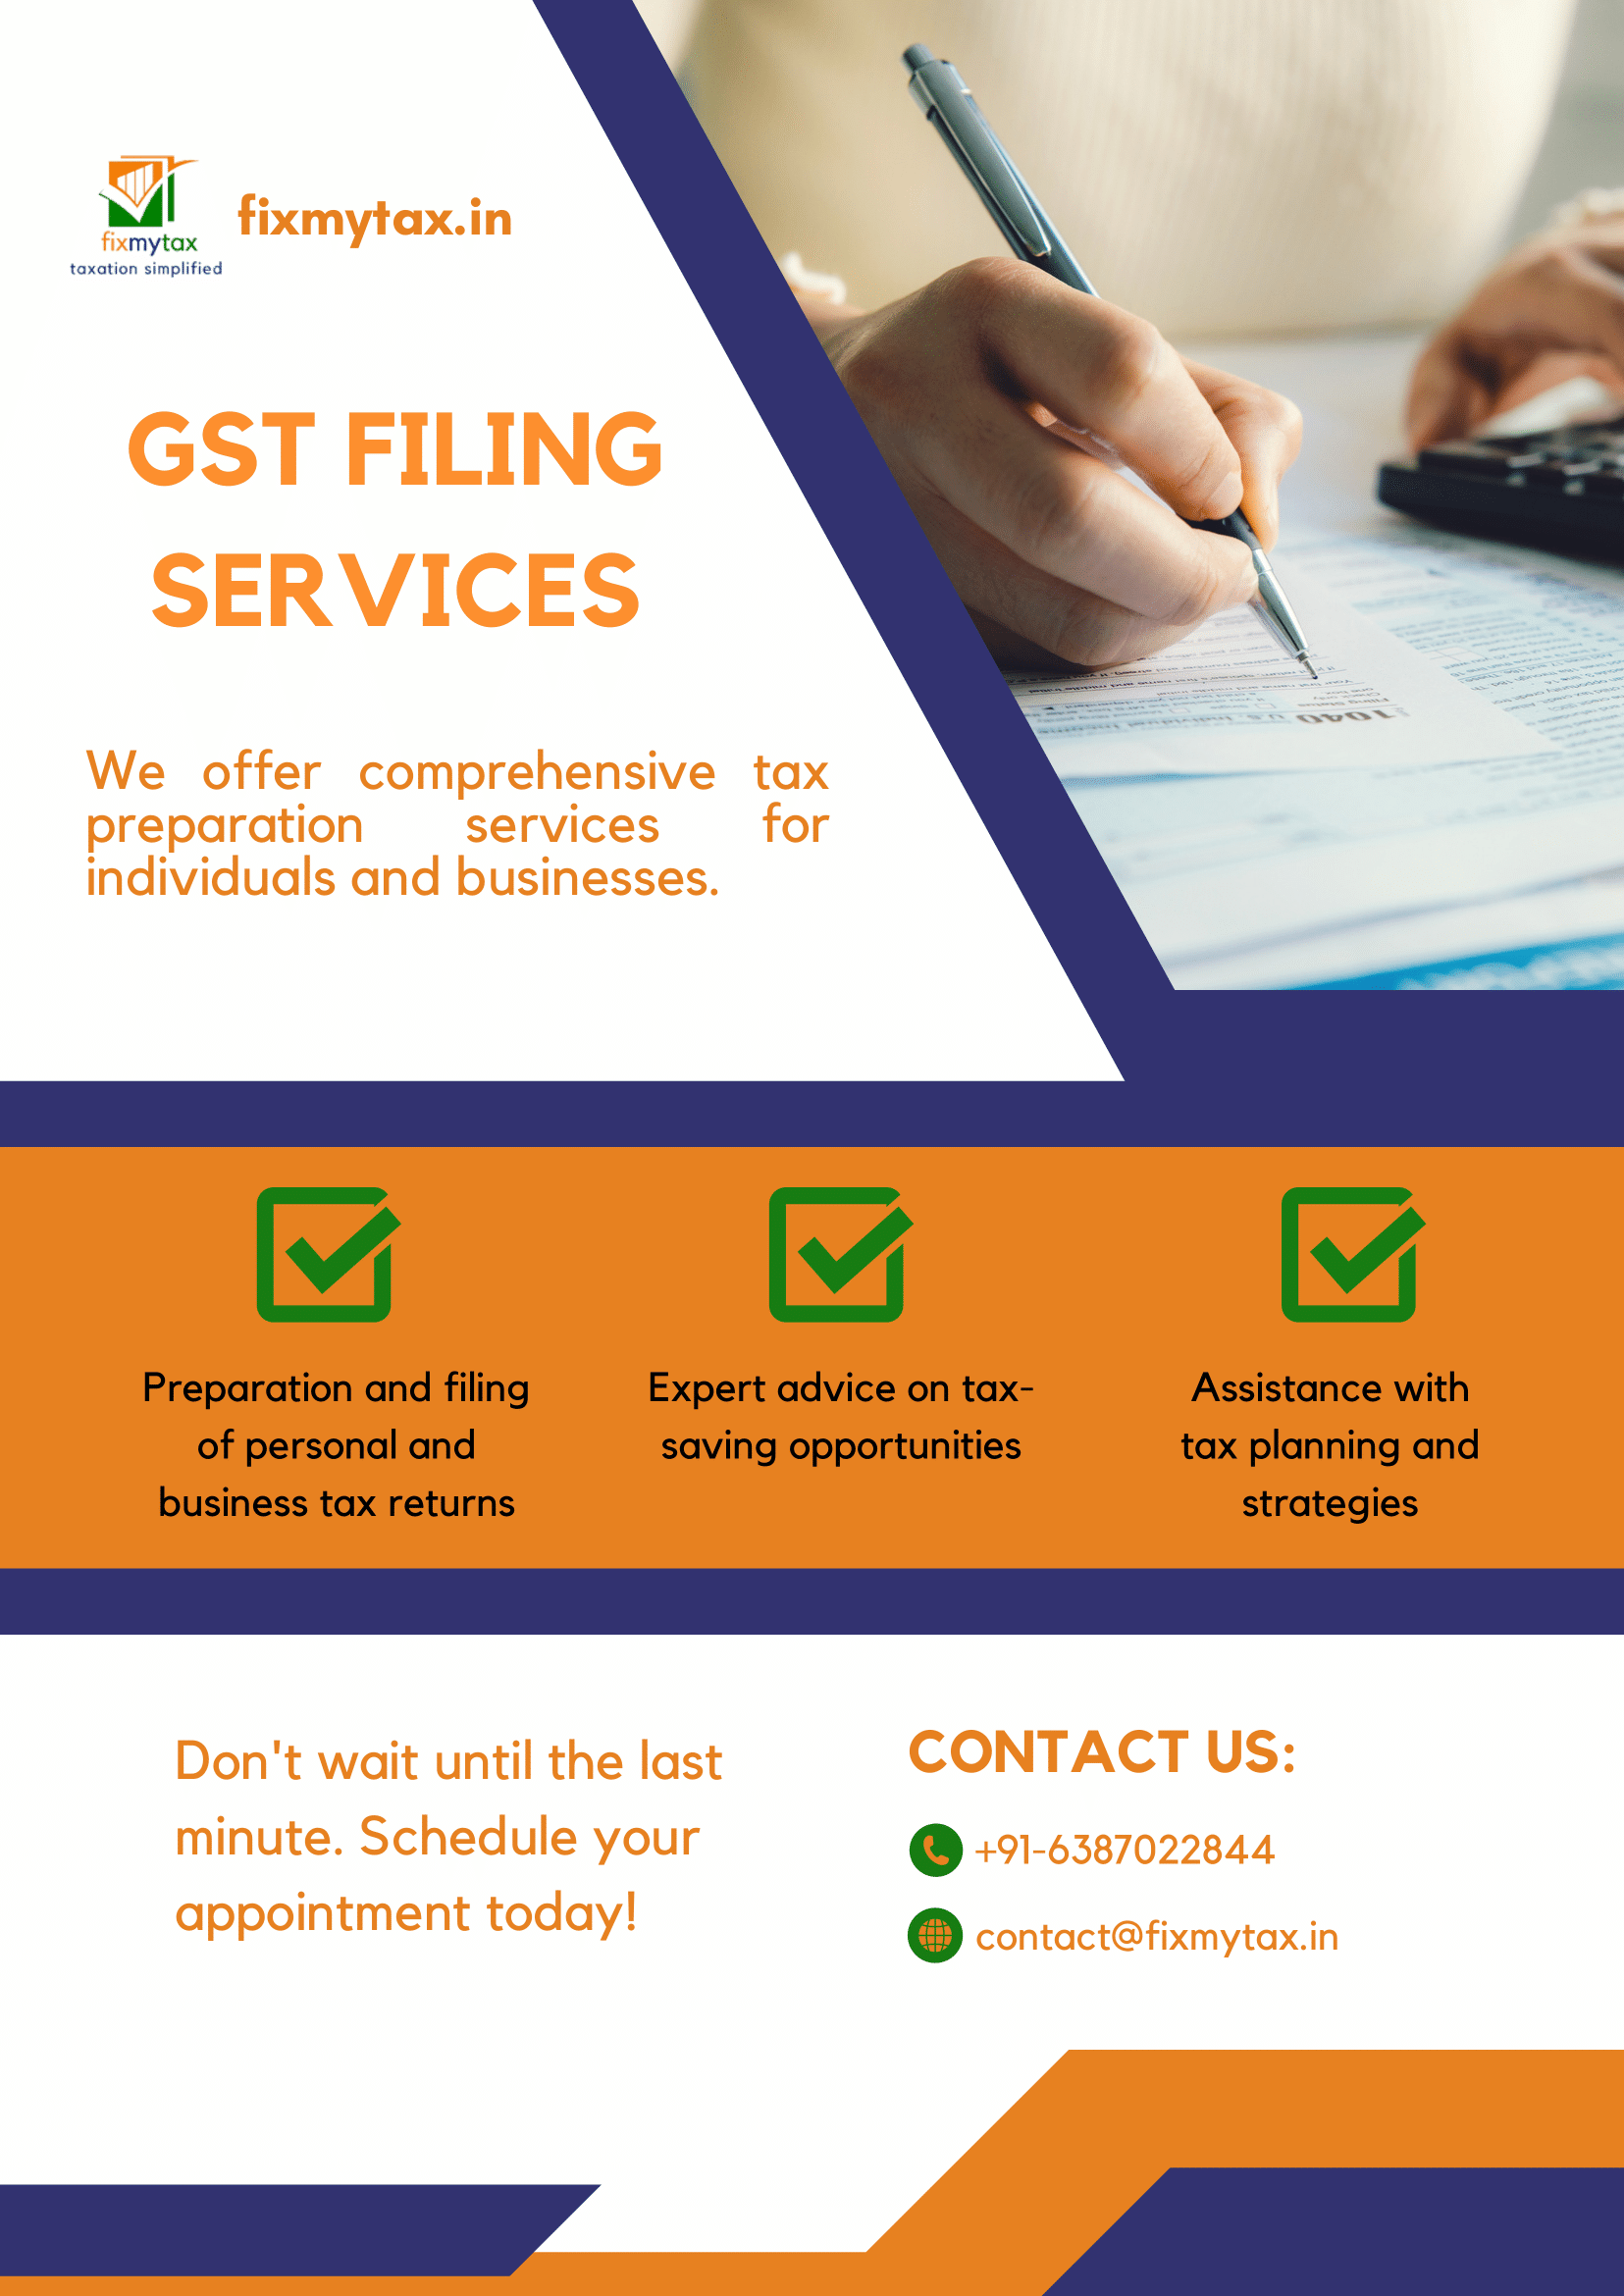 fixmytax
taxation simplified
fixmytax.in
GST FILING
SERVICES
We offer comprehensive tax
preparation services for
individuals and businesses.
1040
Preparation and filing
of personal and
business tax returns
Expert advice on tax-
saving opportunities
Assistance with
tax planning and
strategies
Don't wait until the last
minute. Schedule your
appointment today!
CONTACT US:
+91-6387022844
contact@fixmytax.in